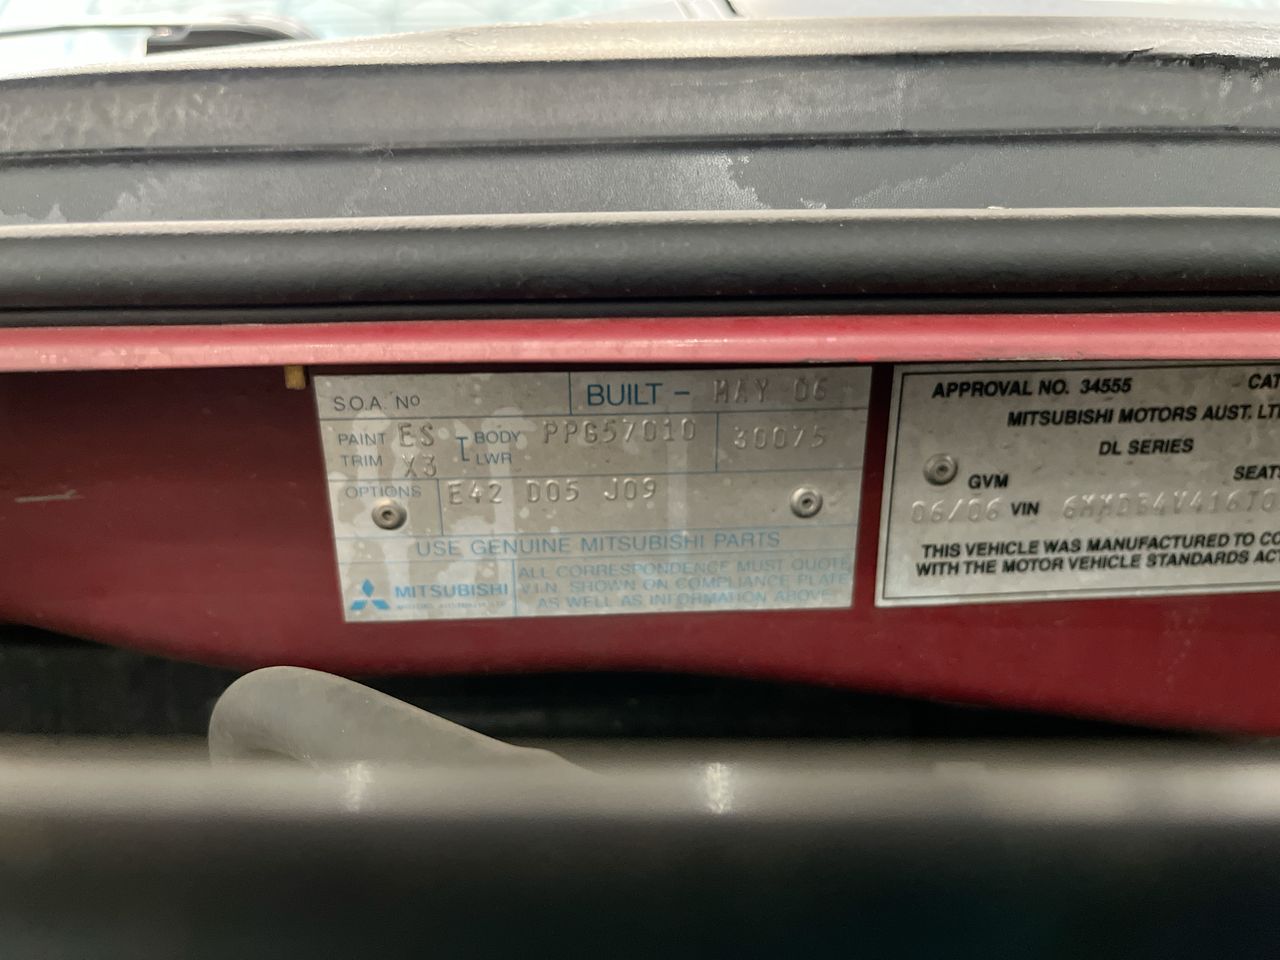 S.O.A. No
BUILT - MAY 06
PAINT ES BODY PPG57010 30075
TRIM X3 LWR
OPTIONS E42 D05 J09
USE GENUINE MITSUBISHI PARTS
MITSUBISHI
ALL CORRESPONDENCE MUST QUOTE
V.I.N. SHOWN ON COMPLIANCE PLATE
AS WELL AS INFORMATION ABOVE
APPROVAL NO. 34555 CAT
MITSUBISHI MOTORS AUST. LT
DL SERIES
GVM SEATS
06/06 VIN
THIS VEHICLE WAS MANUFACTURED TO CO
WITH THE MOTOR VEHICLE STANDARDS ACT